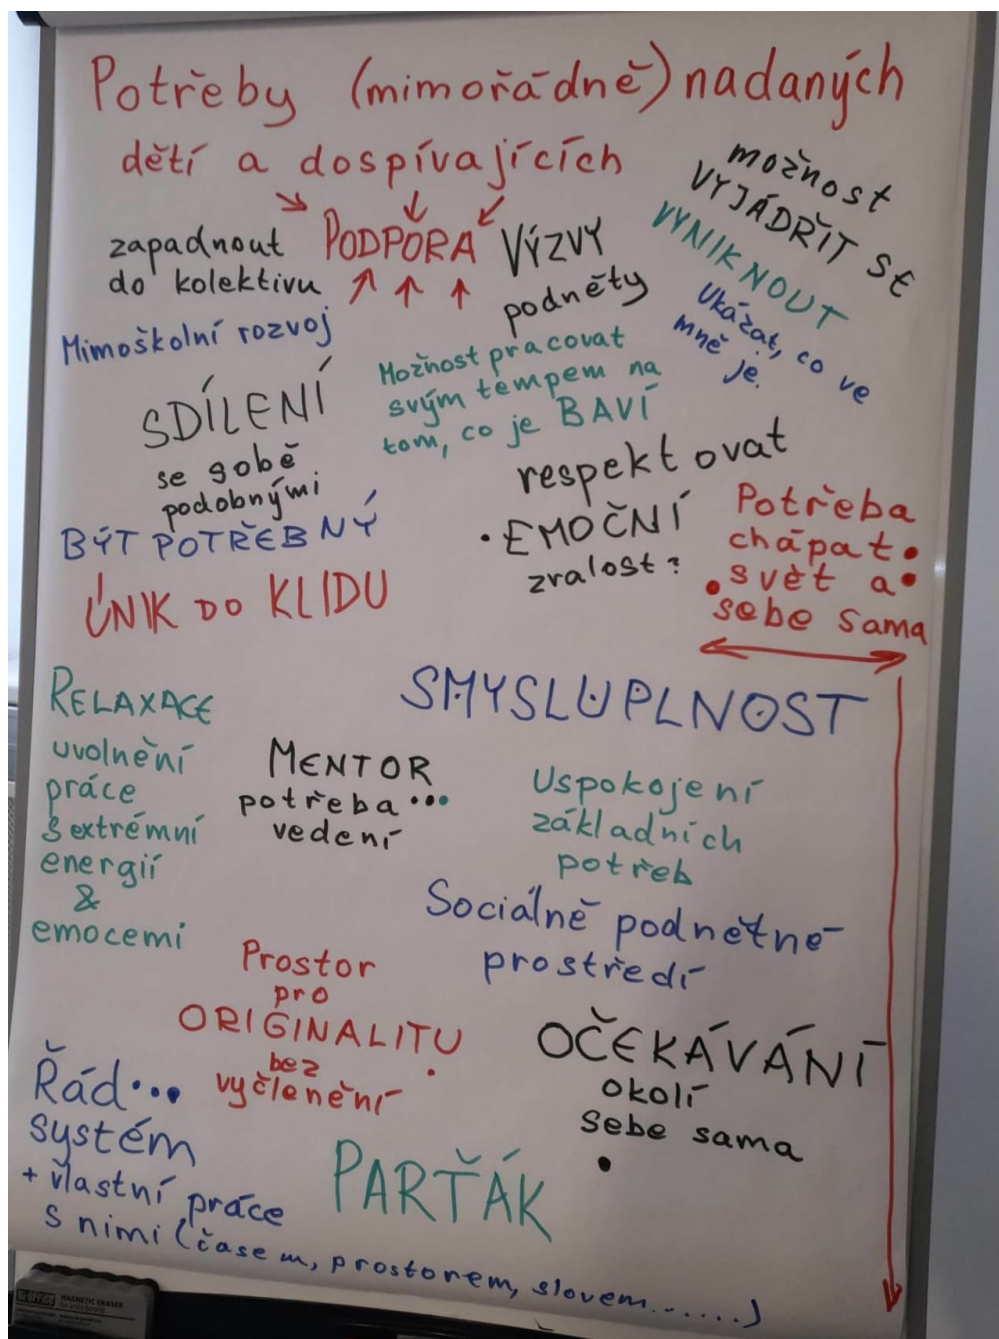 Potřeby (mimořádně) nadaných
dětí a dospívajících
PODPORA
zapadnout
do kolektivu
VÝZVY
podněty
možnost
VYJÁDŘIT SE
VYNIKNOUT
Ukázat, co ve
mně je.
Mimoškolní rozvoj
Možnost pracovat
svým tempem na
tom, co je BAVÍ
SDÍLENÍ
se sobě
podobnými
respektovat
• EMOČNÍ
zralost?
Potřeba
chápat •
• svět a •
sebe sama
BÝT POTŘEBNÝ
ÚNIK DO KLIDU
SMYSLUPLNOST
RELAXACE
uvolnění
práce
s extrémní
energií
&
emocemi
MENTOR
potřeba •••
vedení
Uspokojení
základních
potřeb
Sociálně podnětné
prostředí
Prostor
pro
ORIGINALITU
bez
vyčlenění
OČEKÁVÁNÍ
okolí
sebe sama
•
Řád •••
systém
+ vlastní práce
s nimi (časem, prostorem, slovem.......)
PARŤÁK
BI-OFFICE MAGNETIC ERASER